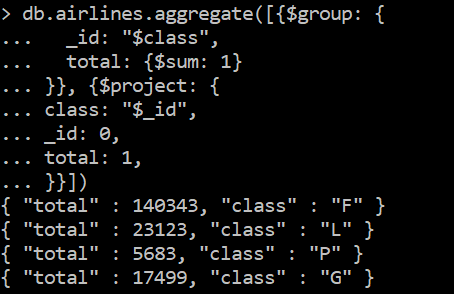 > db.airlines.aggregate([{$group: {
...     _id: "$class",
...     total: {$sum: 1}
... }}, {$project: {
... class: "$_id",
... _id: 0,
... total: 1,
... }}])
{ "total" : 140343, "class" : "F" }
{ "total" : 23123, "class" : "L" }
{ "total" : 5683, "class" : "P" }
{ "total" : 17499, "class" : "G" }